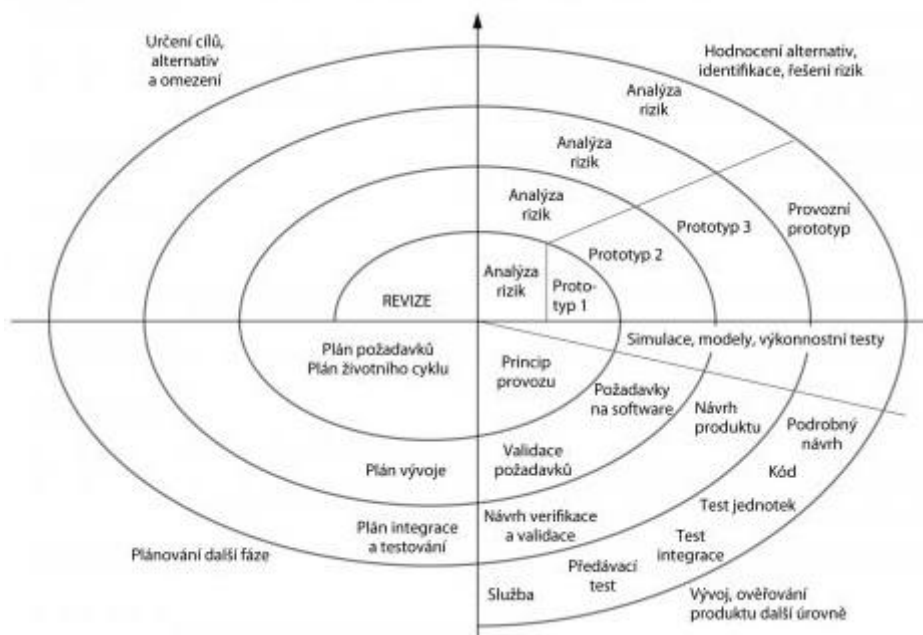 Určení cílů,
alternativ
a omezení
Hodnocení alternativ,
identifikace, řešení rizik
Analýza
rizik
Analýza
rizik
Analýza
rizik
Provozní
prototyp
Prototyp 3
Prototyp 2
Analýza
rizik
Proto-
typ 1
REVIZE
Simulace, modely, výkonnostní testy
Plán požadavků
Plán životního cyklu
Princip
provozu
Požadavky
na software
Návrh
produktu
Podrobný
návrh
Validace
požadavků
Plán vývoje
Kód
Test jednotek
Návrh verifikace
a validace
Plán integrace
a testování
Test
integrace
Plánování další fáze
Předávací
test
Služba
Vývoj, ověřování
produktu další úrovně